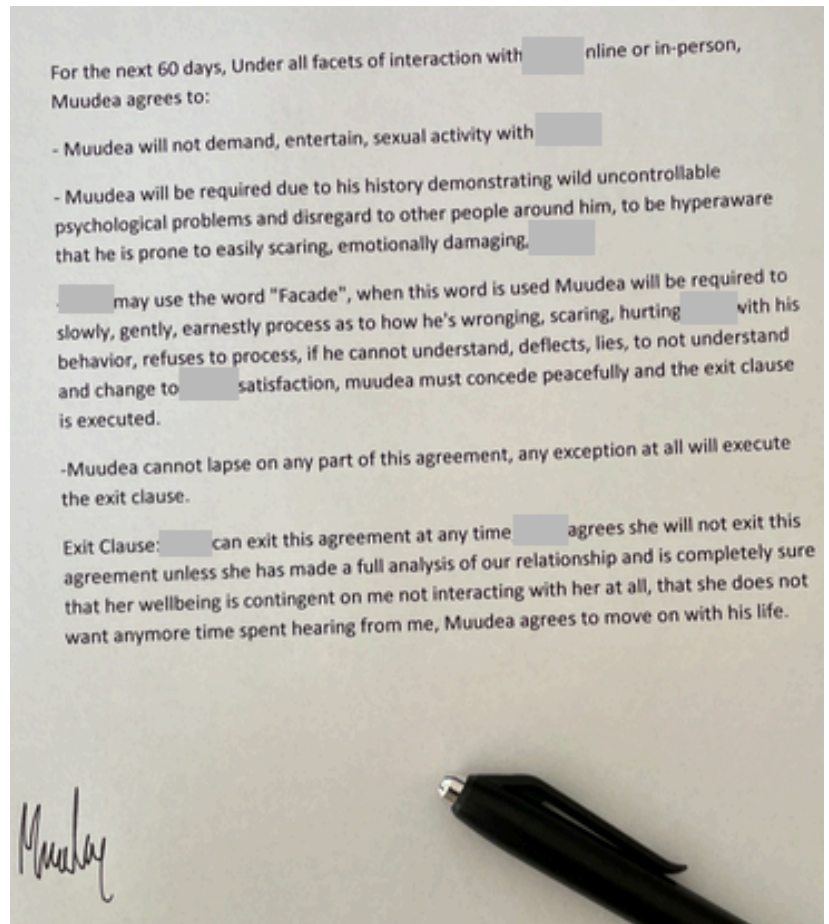 For the next 60 days, Under all facets of interaction with nline or in-person,
Muudea agrees to:
- Muudea will not demand, entertain, sexual activity with
- Muudea will be required due to his history demonstrating wild uncontrollable
psychological problems and disregard to other people around him, to be hyperaware
that he is prone to easily scaring, emotionally damaging,
may use the word "Facade", when this word is used Muudea will be required to
slowly, gently, earnestly process as to how he's wronging, scaring, hurting with his
behavior, refuses to process, if he cannot understand, deflects, lies, to not understand
and change to satisfaction, muudea must concede peacefully and the exit clause
is executed.
-Muudea cannot lapse on any part of this agreement, any exception at all will execute
the exit clause.
Exit Clause: can exit this agreement at any time agrees she will not exit this
agreement unless she has made a full analysis of our relationship and is completely sure
that her wellbeing is contingent on me not interacting with her at all, that she does not
want anymore time spent hearing from me, Muudea agrees to move on with his life.